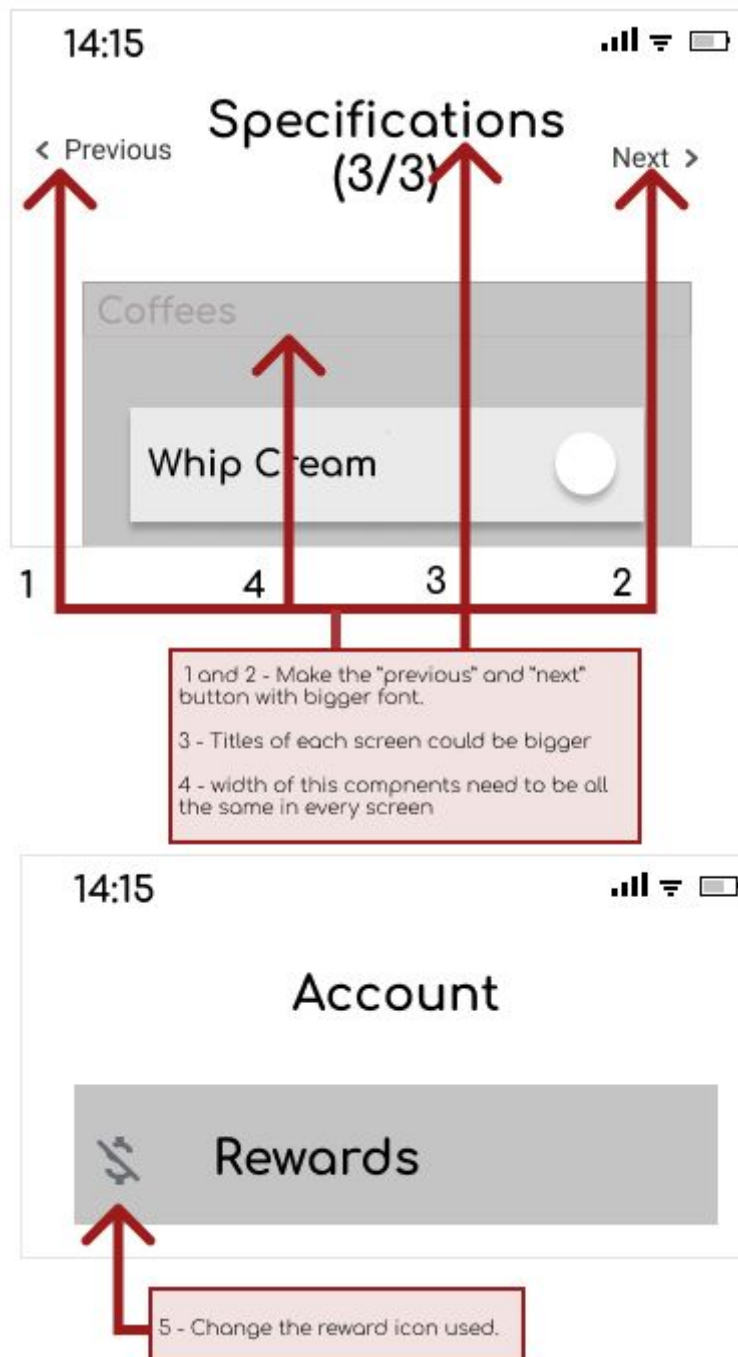 14:15
Specifications
(3/3)
< Previous
Next >
Coffees
Whip Cream
1
4
3
2
1 and 2 - Make the "previous" and "next"
button with bigger font.
3 - Titles of each screen could be bigger
4 - width of this compnents need to be all
the same in every screen
14:15
Account
Rewards
5 - Change the reward icon used.